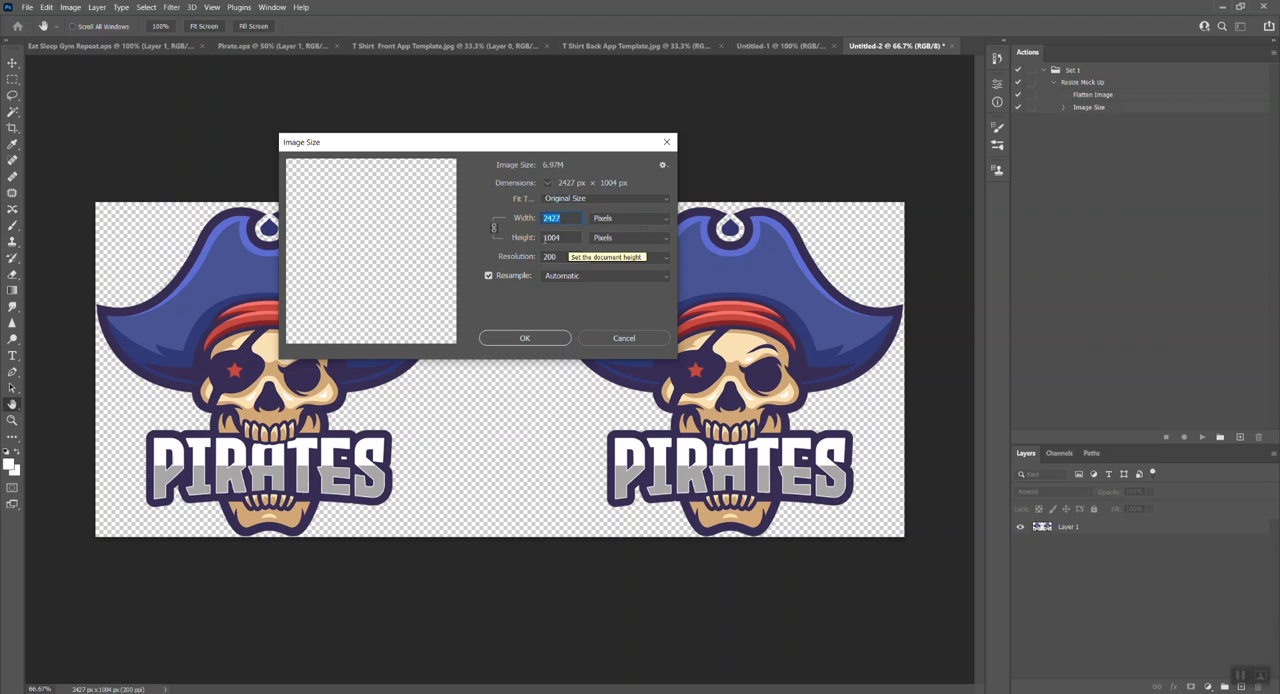 Ps File Edit Image Layer Type Select Filter 3D View Plugins Window Help
Scroll All Windows 100% Fit Screen Fill Screen
Eat Sleep Gym Repeat.eps @ 100% (Layer 1, RGB/... × Pirate.eps @ 50% (Layer 1, RGB/... × T Shirt Front App Template.jpg @ 33.3% (Layer 0, RGB/... × T Shirt Back App Template.jpg @ 33.3% (RGB/... × Untitled-1 @ 100% (RGB/8... × Untitled-2 @ 66.7% (RGB/8) * ×
Actions
Set 1
Resize Mock Up
Flatten Image
Image Size
Image Size
Image Size: 6.97M
Dimensions: 2427 px × 1004 px
Fit T... Original Size
Width: 2427 Pixels
Height: 1004 Pixels
Resolution: 200
Set the document height
Resample: Automatic
OK Cancel
PIRATES
PIRATES
Layers Channels Paths
Kind
Normal Opacity: 100%
Lock: Fill: 100%
Layer 1
66.67% 2427 px x 1004 px (200 ppi)